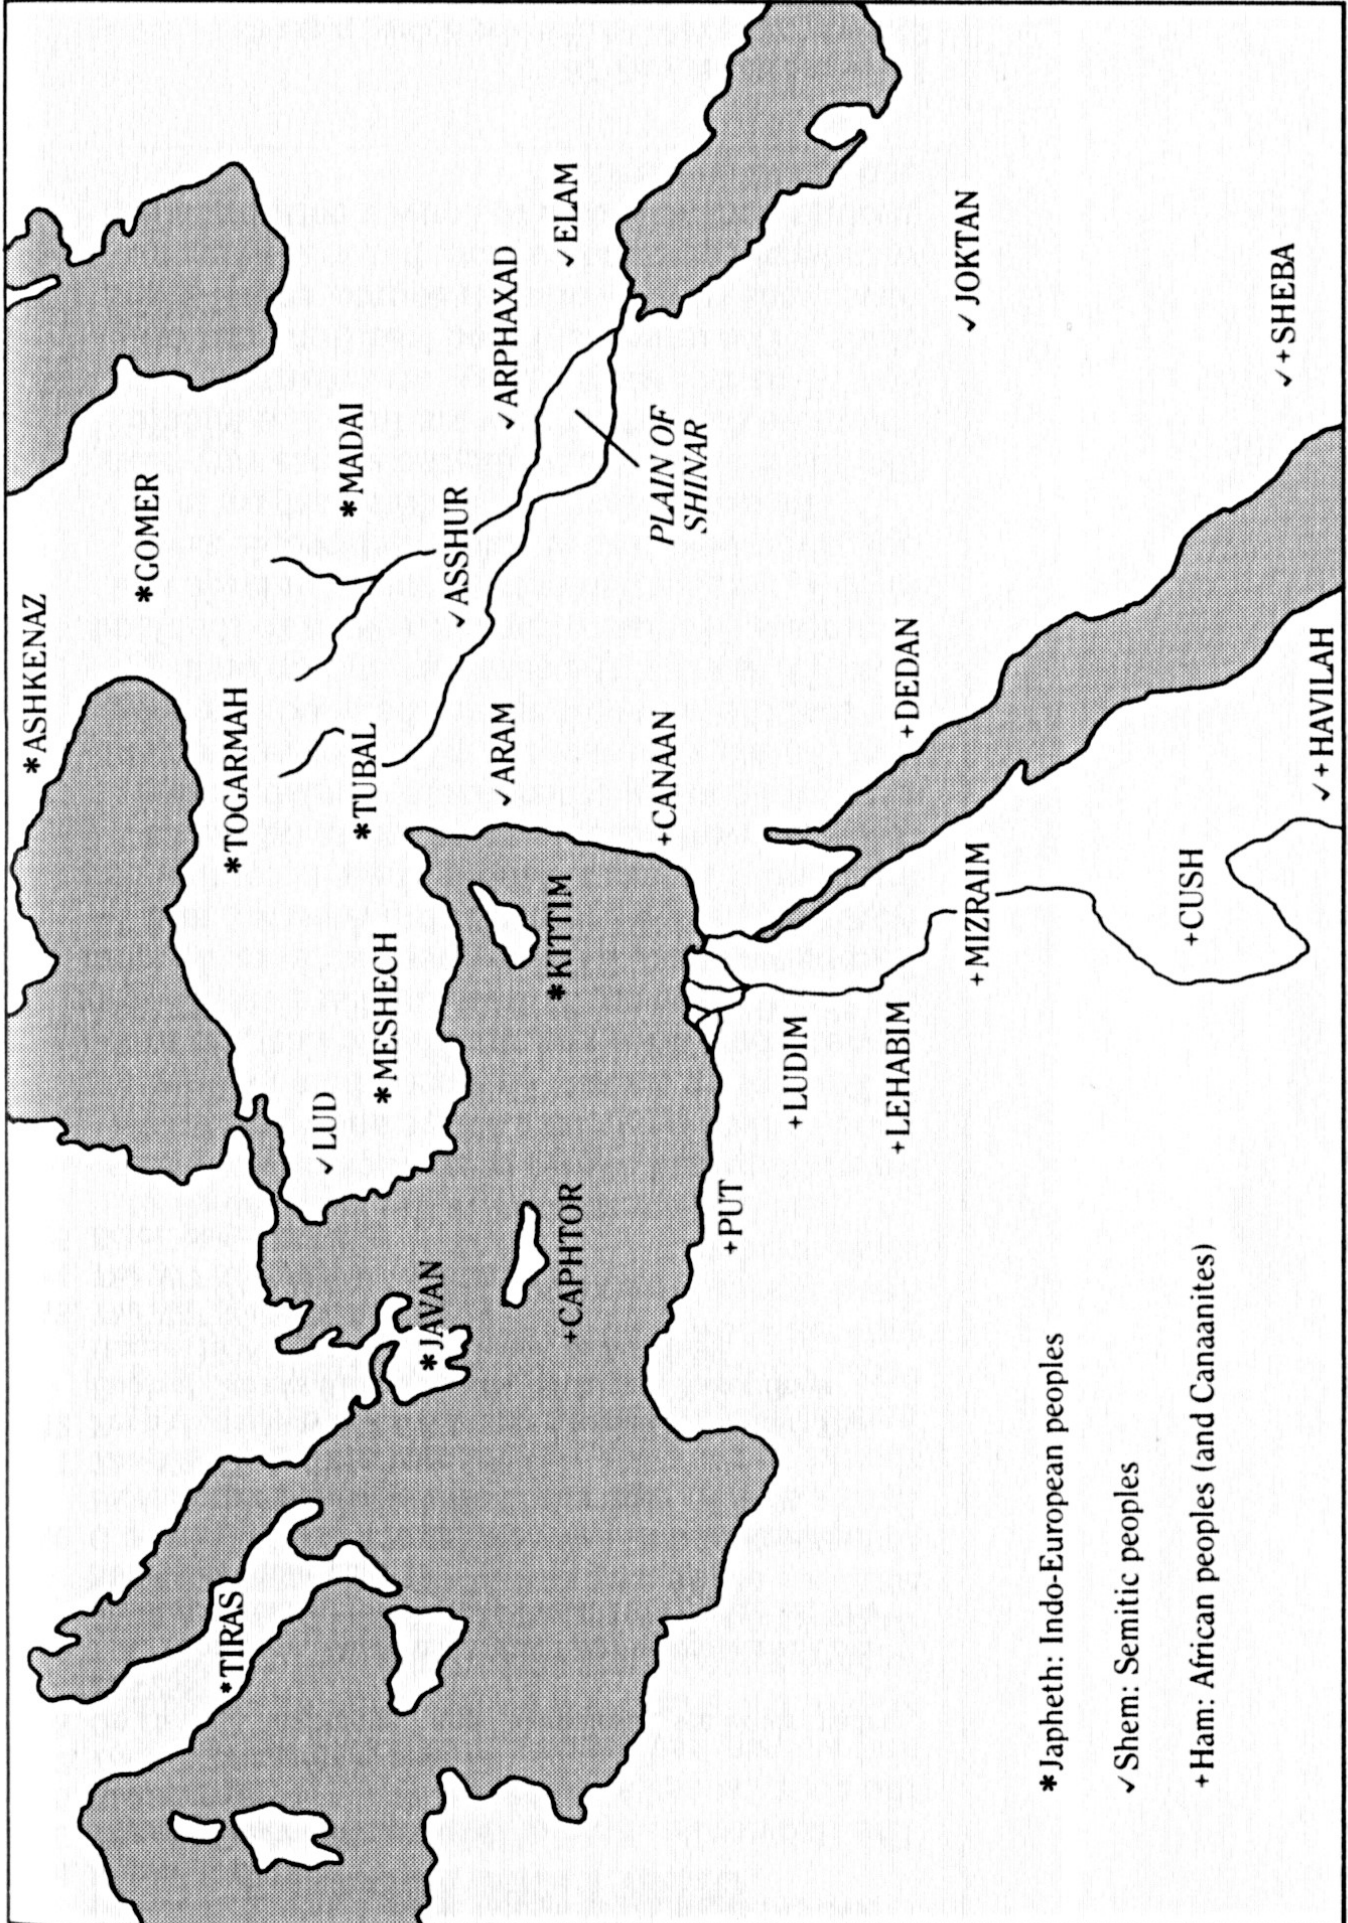 *ASHKENAZ
*GOMER
*TOGARMAH
*MADAI
*TUBAL
✓LUD
*MESHECH
✓ASSHUR
✓ARPHAXAD
✓ELAM
✓ARAM
*TIRAS
*JAVAN
*KITTIM
+CAPHTOR
+CANAAN
PLAIN OF
SHINAR
+PUT
+LUDIM
+LEHABIM
+DEDAN
✓JOKTAN
+MIZRAIM
+CUSH
✓+SHEBA
✓+HAVILAH
*Japheth: Indo-European peoples
✓Shem: Semitic peoples
+Ham: African peoples (and Canaanites)